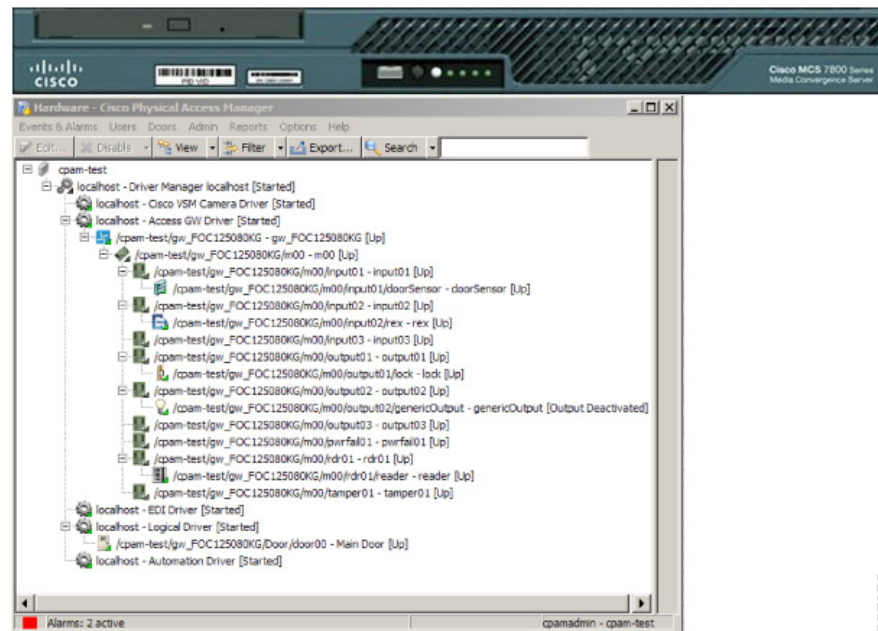 CISCO
PID VID
Cisco MCS 7800 Series
Media Convergence Server
Hardware - Cisco Physical Access Manager
Events & Alarms Users Doors Admin Reports Options Help
Edit... Disable View Filter Export... Search
cpam-test
localhost - Driver Manager localhost [Started]
localhost - Cisco VSM Camera Driver [Started]
localhost - Access GW Driver [Started]
/cpam-test/gw_FOC125080KG - gw_FOC125080KG [Up]
/cpam-test/gw_FOC125080KG/m00 - m00 [Up]
/cpam-test/gw_FOC125080KG/m00/input01 - input01 [Up]
/cpam-test/gw_FOC125080KG/m00/input01/doorSensor - doorSensor [Up]
/cpam-test/gw_FOC125080KG/m00/input02 - input02 [Up]
/cpam-test/gw_FOC125080KG/m00/input02/rex - rex [Up]
/cpam-test/gw_FOC125080KG/m00/input03 - input03 [Up]
/cpam-test/gw_FOC125080KG/m00/output01 - output01 [Up]
/cpam-test/gw_FOC125080KG/m00/output01/lock - lock [Up]
/cpam-test/gw_FOC125080KG/m00/output02 - output02 [Up]
/cpam-test/gw_FOC125080KG/m00/output02/genericOutput - genericOutput [Output Deactivated]
/cpam-test/gw_FOC125080KG/m00/output03 - output03 [Up]
/cpam-test/gw_FOC125080KG/m00/pwrfail01 - pwrfail01 [Up]
/cpam-test/gw_FOC125080KG/m00/rdr01 - rdr01 [Up]
/cpam-test/gw_FOC125080KG/m00/rdr01/reader - reader [Up]
/cpam-test/gw_FOC125080KG/m00/tamper01 - tamper01 [Up]
localhost - EDI Driver [Started]
localhost - Logical Driver [Started]
/cpam-test/gw_FOC125080KG/Door/door00 - Main Door [Up]
localhost - Automation Driver [Started]
Alarms: 2 active
cpamadmin - cpam-test